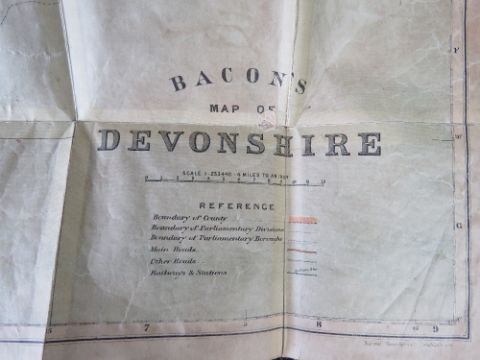 BACON'S
MAP OF
DEVONSHIRE
SCALE 1:253440 - 4 MILES TO AN INCH
REFERENCE
Boundary of County
Boundary of Parliamentary Divisions
Boundary of Parliamentary Boroughs
Main Roads
Other Roads
Railways & Stations
F
G
7
8
9